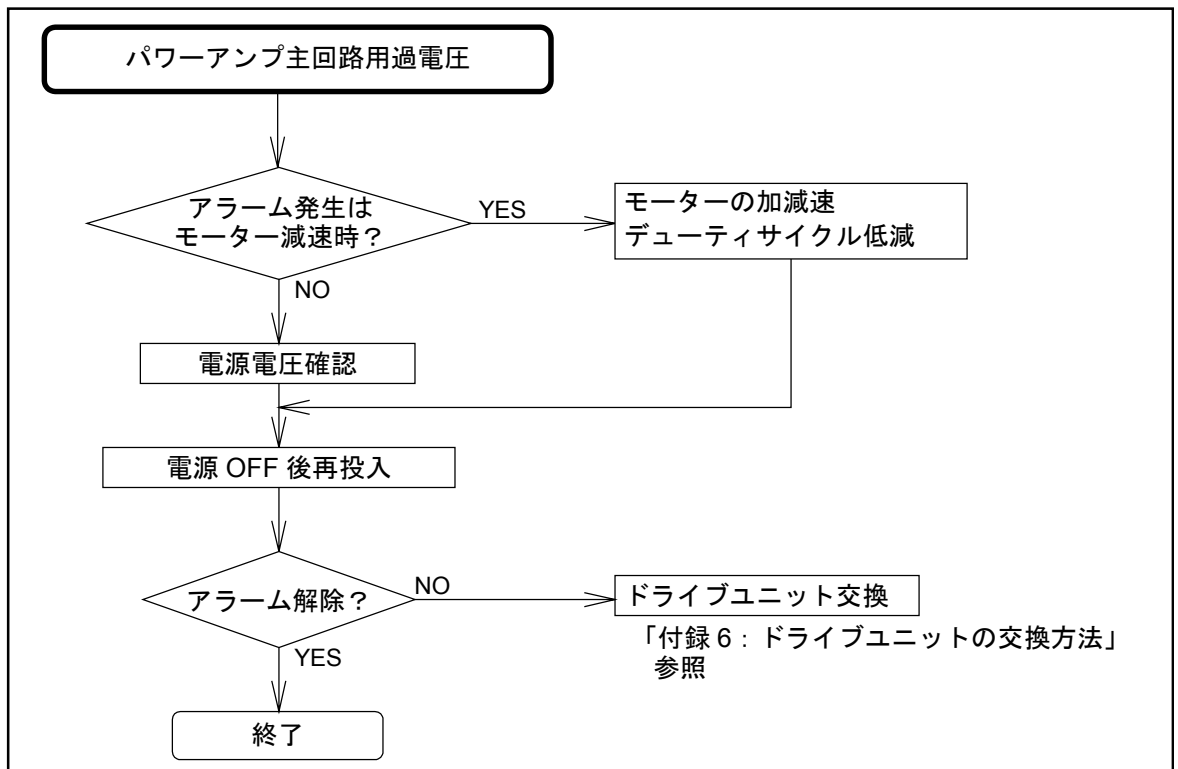 パワーアンプ主回路用過電圧
アラーム発生は
モーター減速時?
YES
モーターの加減速
デューティサイクル低減
NO
電源電圧確認
電源 OFF 後再投入
アラーム解除?
NO
ドライブユニット交換
「付録 6 : ドライブユニットの交換方法」
参照
YES
終了